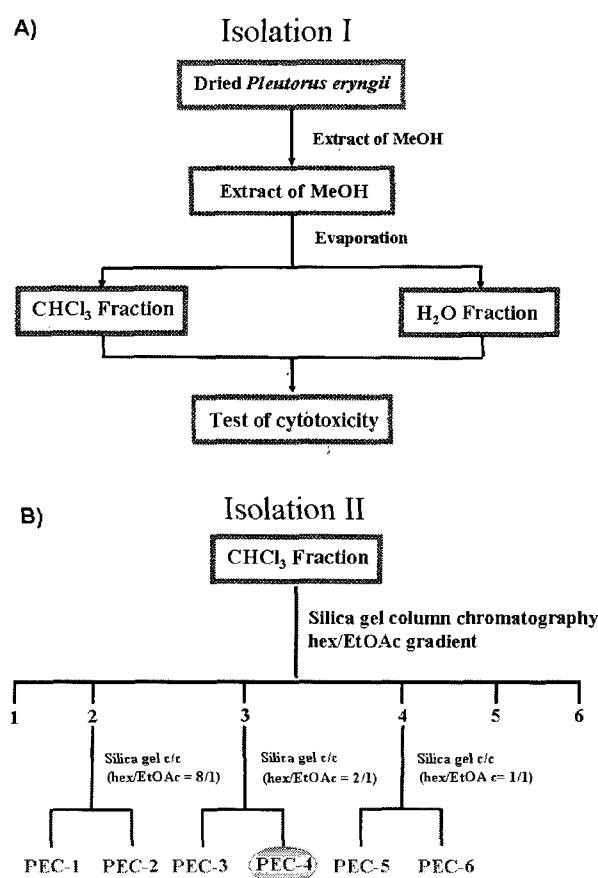 A)
Isolation I
Dried Pleutorus eryngii
Extract of MeOH
Extract of MeOH
Evaporation
CHCl3 Fraction
H2O Fraction
Test of cytotoxicity
B)
Isolation II
CHCl3 Fraction
Silica gel column chromatography
hex/EtOAc gradient
1 2 3 4 5 6
Silica gel c/c
(hex/EtOAc = 8/1)
Silica gel c/c
(hex/EtOAc = 2/1)
Silica gel c/c
(hex/EtOA c= 1/1)
PEC-1 PEC-2 PEC-3 PEC-4 PEC-5 PEC-6